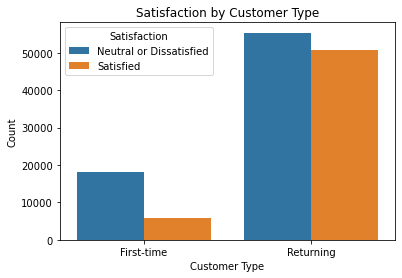 Satisfaction by Customer Type
Satisfaction
Neutral or Dissatisfied
Satisfied
Count
50000
40000
30000
20000
10000
0
First-time
Returning
Customer Type